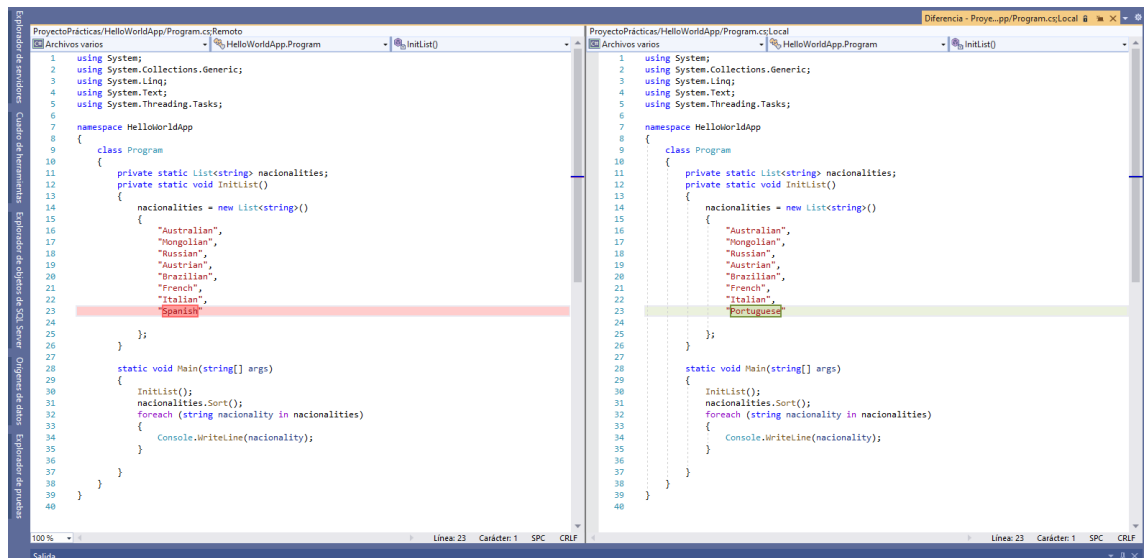 Diferencia - Proye...pp/Program.cs;Local
Explorador de servidores
Cuadro de herramientas
Explorador de objetos de SQL Server
Orígenes de datos
Explorador de pruebas
ProyectoPrácticas/HelloWorldApp/Program.cs;Remoto
Archivos varios HelloWorldApp.Program InitList()
1 using System;
2 using System.Collections.Generic;
3 using System.Linq;
4 using System.Text;
5 using System.Threading.Tasks;
6
7 namespace HelloWorldApp
8 {
9 class Program
10 {
11 private static List<string> nacionalities;
12 private static void InitList()
13 {
14 nacionalities = new List<string>()
15 {
16 "Australian",
17 "Mongolian",
18 "Russian",
19 "Austrian",
20 "Brazilian",
21 "French",
22 "Italian",
23 "Spanish"
24
25 };
26 }
27
28 static void Main(string[] args)
29 {
30 InitList();
31 nacionalities.Sort();
32 foreach (string nacionality in nacionalities)
33 {
34 Console.WriteLine(nacionality);
35 }
36
37 }
38 }
39 }
40
100 % Línea: 23 Carácter: 1 SPC CRLF
ProyectoPrácticas/HelloWorldApp/Program.cs;Local
Archivos varios HelloWorldApp.Program InitList()
1 using System;
2 using System.Collections.Generic;
3 using System.Linq;
4 using System.Text;
5 using System.Threading.Tasks;
6
7 namespace HelloWorldApp
8 {
9 class Program
10 {
11 private static List<string> nacionalities;
12 private static void InitList()
13 {
14 nacionalities = new List<string>()
15 {
16 "Australian",
17 "Mongolian",
18 "Russian",
19 "Austrian",
20 "Brazilian",
21 "French",
22 "Italian",
23 "Portuguese"
24
25 };
26 }
27
28 static void Main(string[] args)
29 {
30 InitList();
31 nacionalities.Sort();
32 foreach (string nacionality in nacionalities)
33 {
34 Console.WriteLine(nacionality);
35 }
36
37 }
38 }
39 }
40
Línea: 23 Carácter: 1 SPC CRLF
Salida